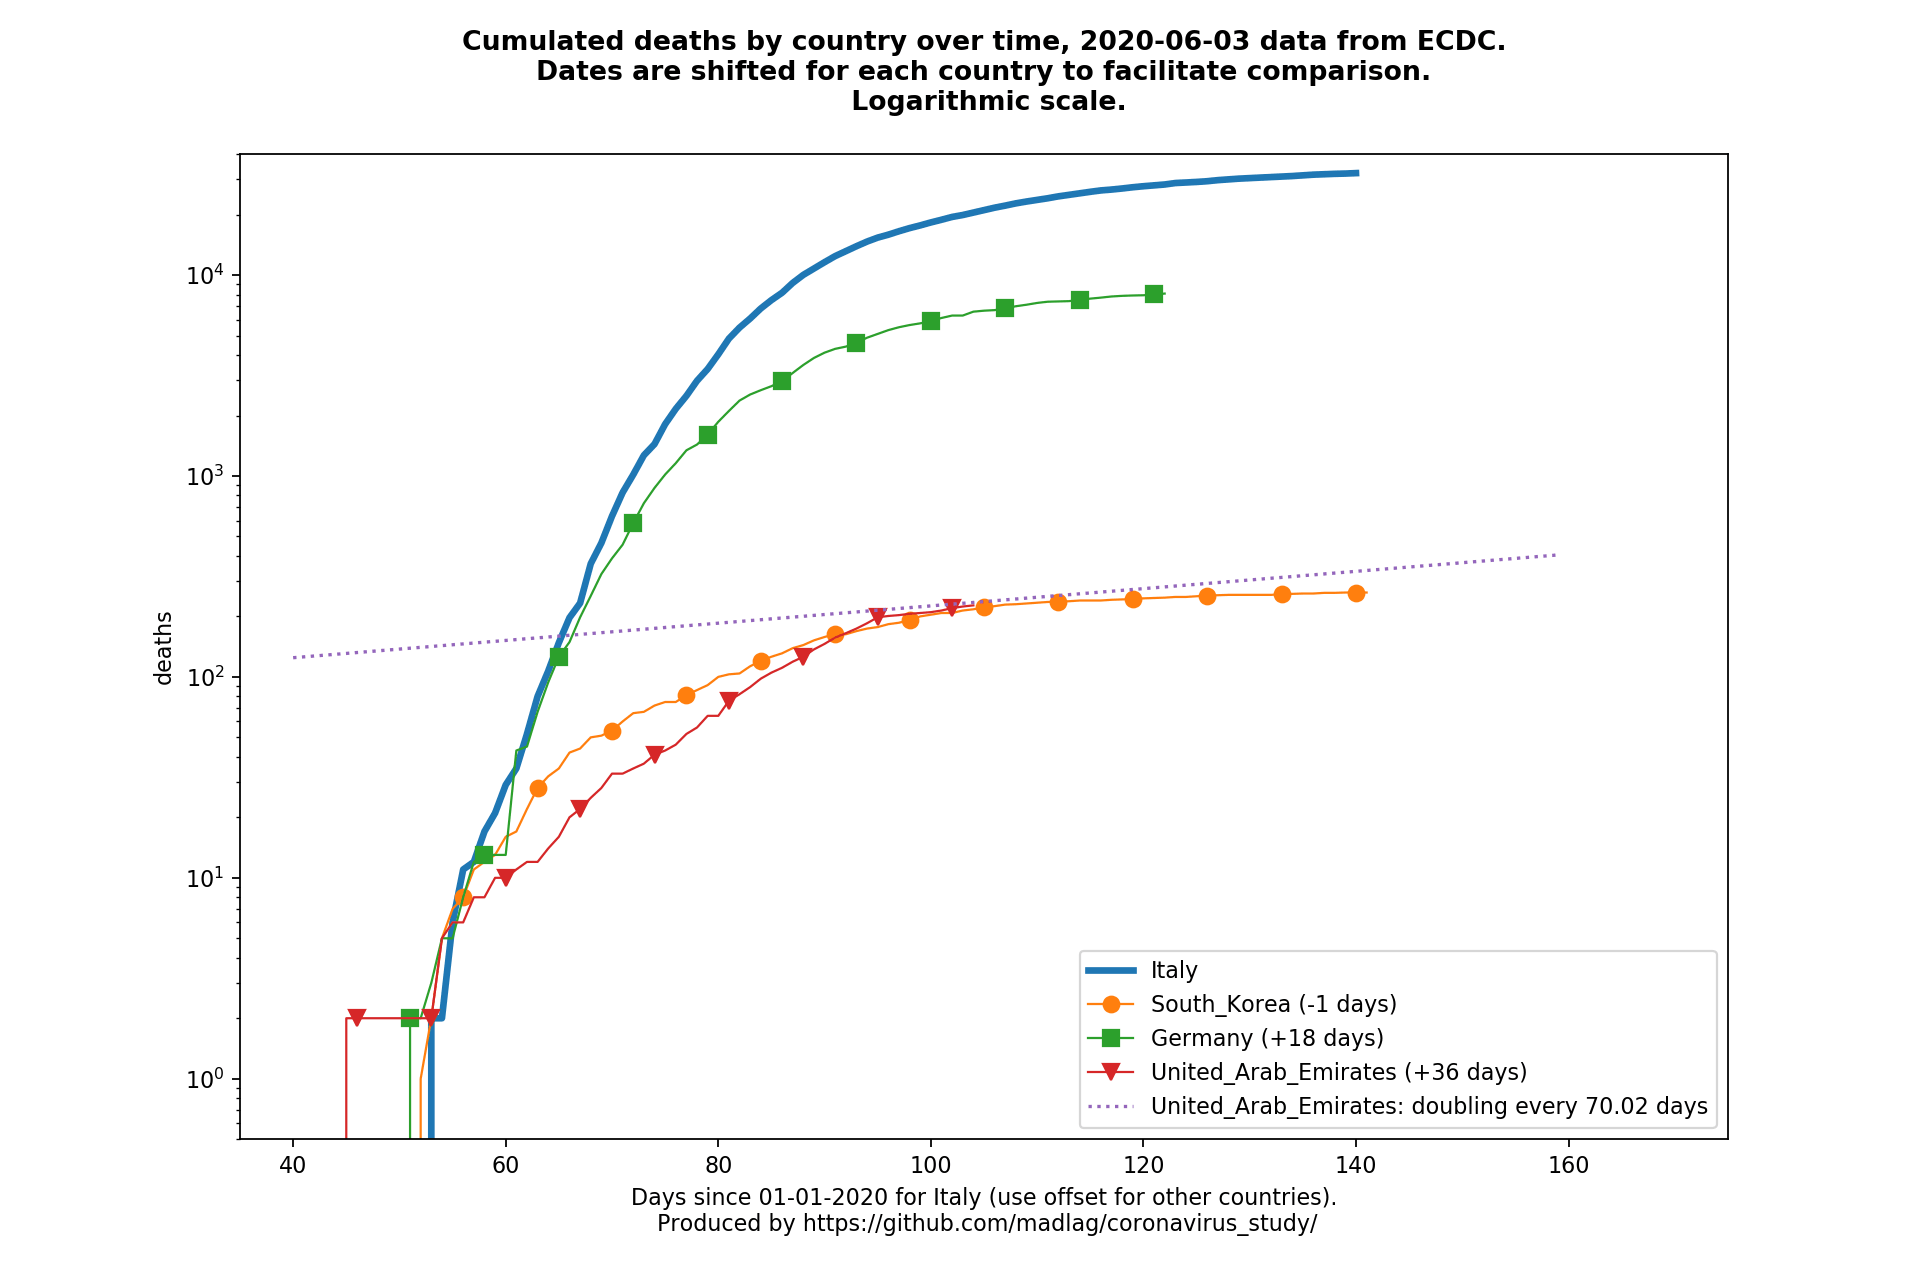 Cumulated deaths by country over time, 2020-06-03 data from ECDC.
Dates are shifted for each country to facilitate comparison.
Logarithmic scale.
deaths
10^4
10^3
10^2
10^1
10^0
Italy
South_Korea (-1 days)
Germany (+18 days)
United_Arab_Emirates (+36 days)
United_Arab_Emirates: doubling every 70.02 days
40 60 80 100 120 140 160
Days since 01-01-2020 for Italy (use offset for other countries).
Produced by https://github.com/madlag/coronavirus_study/